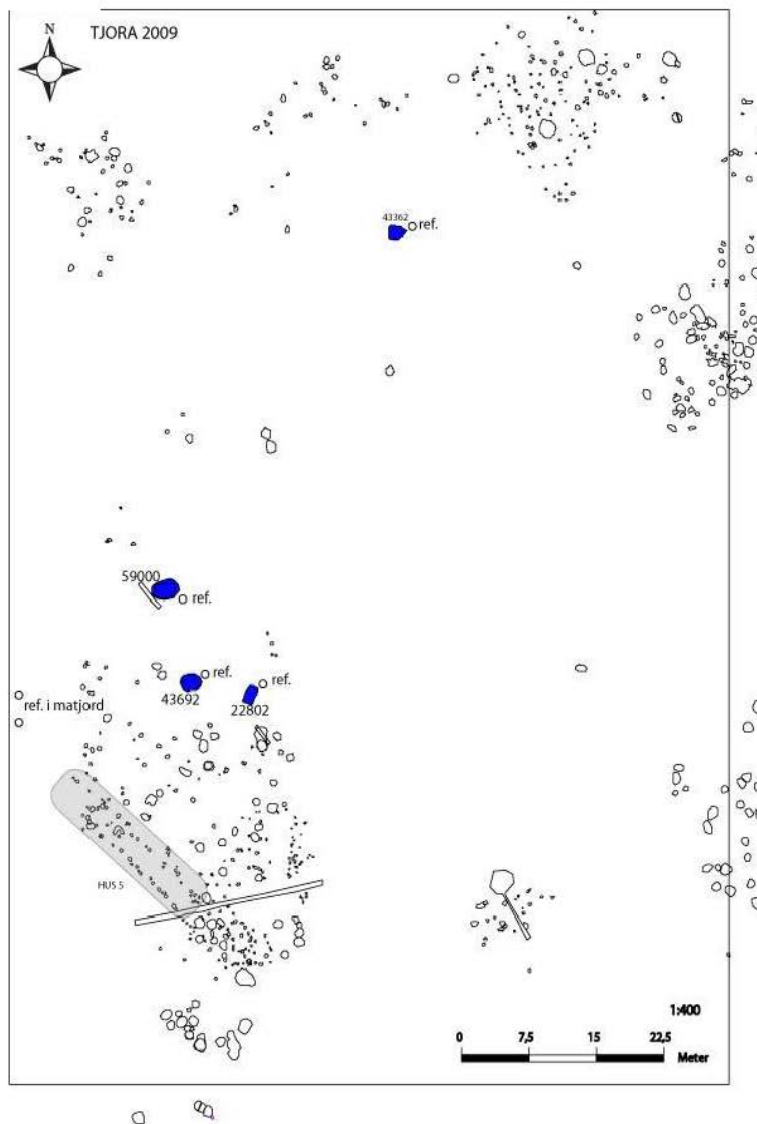 N
TJORA 2009
43362
ref.
59000
ref.
ref.
ref.
43692
22802
ref. i matjord
HUS 5
1:400
0 7,5 15 22,5
Meter